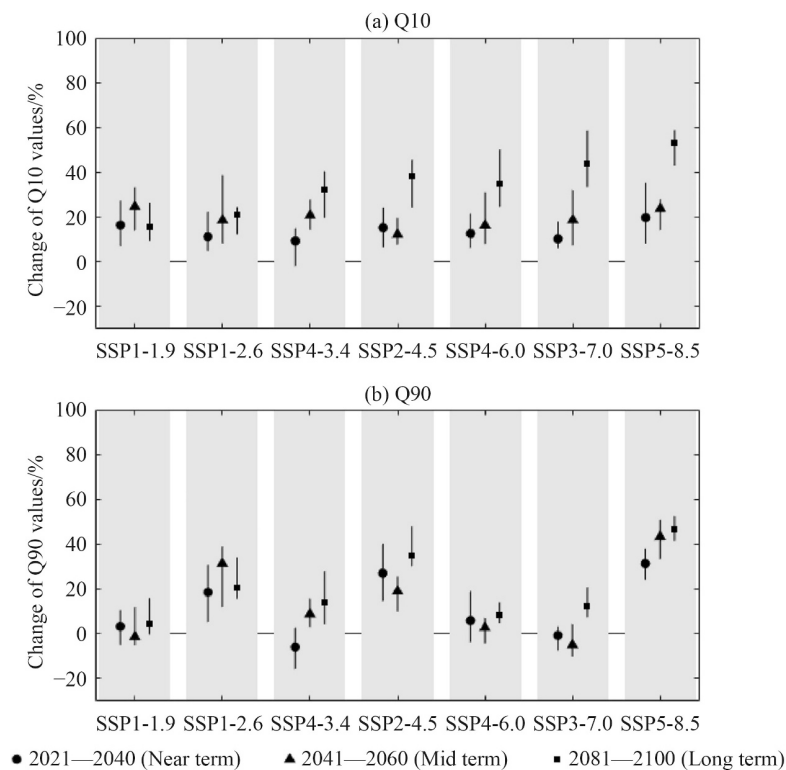 (a) Q10
100
80
60
40
20
0
−20
Change of Q10 values/%
SSP1-1.9 SSP1-2.6 SSP4-3.4 SSP2-4.5 SSP4-6.0 SSP3-7.0 SSP5-8.5
(b) Q90
100
80
60
40
20
0
−20
Change of Q90 values/%
SSP1-1.9 SSP1-2.6 SSP4-3.4 SSP2-4.5 SSP4-6.0 SSP3-7.0 SSP5-8.5
2021—2040 (Near term) 2041—2060 (Mid term) 2081—2100 (Long term)